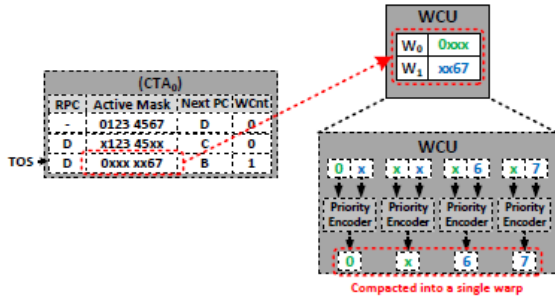 WCU
W0 0xxx
W1 xx67
(CTA0)
RPC Active Mask Next PC WCnt
- 0123 4567 D 0
D x123 45xx C 0
TOS D 0xxx xx67 B 1
WCU
0 x x x x 6 x 7
Priority Encoder Priority Encoder Priority Encoder Priority Encoder
0 x 6 7
Compacted into a single warp